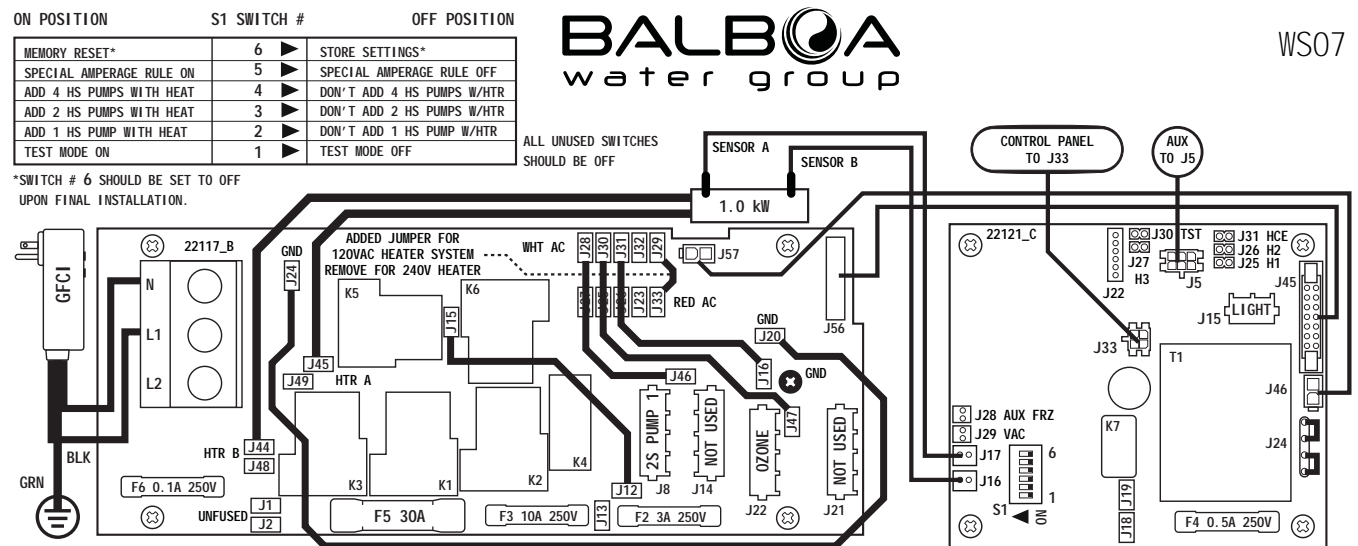 ON POSITION S1 SWITCH # OFF POSITION
MEMORY RESET* 6 ► STORE SETTINGS*
SPECIAL AMPERAGE RULE ON 5 ► SPECIAL AMPERAGE RULE OFF
ADD 4 HS PUMPS WITH HEAT 4 ► DON'T ADD 4 HS PUMPS W/HTR
ADD 2 HS PUMPS WITH HEAT 3 ► DON'T ADD 2 HS PUMPS W/HTR
ADD 1 HS PUMP WITH HEAT 2 ► DON'T ADD 1 HS PUMP W/HTR
TEST MODE ON 1 ► TEST MODE OFF
*SWITCH # 6 SHOULD BE SET TO OFF
UPON FINAL INSTALLATION.
ALL UNUSED SWITCHES
SHOULD BE OFF
BALBOA
water group
WS07
SENSOR A
SENSOR B
1.0 kW
CONTROL PANEL
TO J33
AUX
TO J5
GFCI
N
L1
L2
BLK
GRN
22117_B
GND
J24
ADDED JUMPER FOR
120VAC HEATER SYSTEM
REMOVE FOR 240V HEATER
WHT AC
J28
J30
J31
J32
J29
J57
J23
J33
RED AC
K5
K6
J15
J56
GND
J20
J45
J49
HTR A
J46
J16
GND
J47
HTR B
J44
J48
K3
K1
K2
K4
2S PUMP 1
J8
NOT USED
J14
OZONE
J22
NOT USED
J21
F6 0.1A 250V
UNFUSED
J1
J2
F5 30A
F3 10A 250V
J12
J13
F2 3A 250V
22121_C
J22
J30 TST
J27
H3
J5
J31 HCE
J26 H2
J25 H1
J45
J15
LIGHT
J33
T1
J46
J24
J28 AUX FRZ
J29 VAC
J17
J16
K7
6
1
S1
ON
J19
J18
F4 0.5A 250V